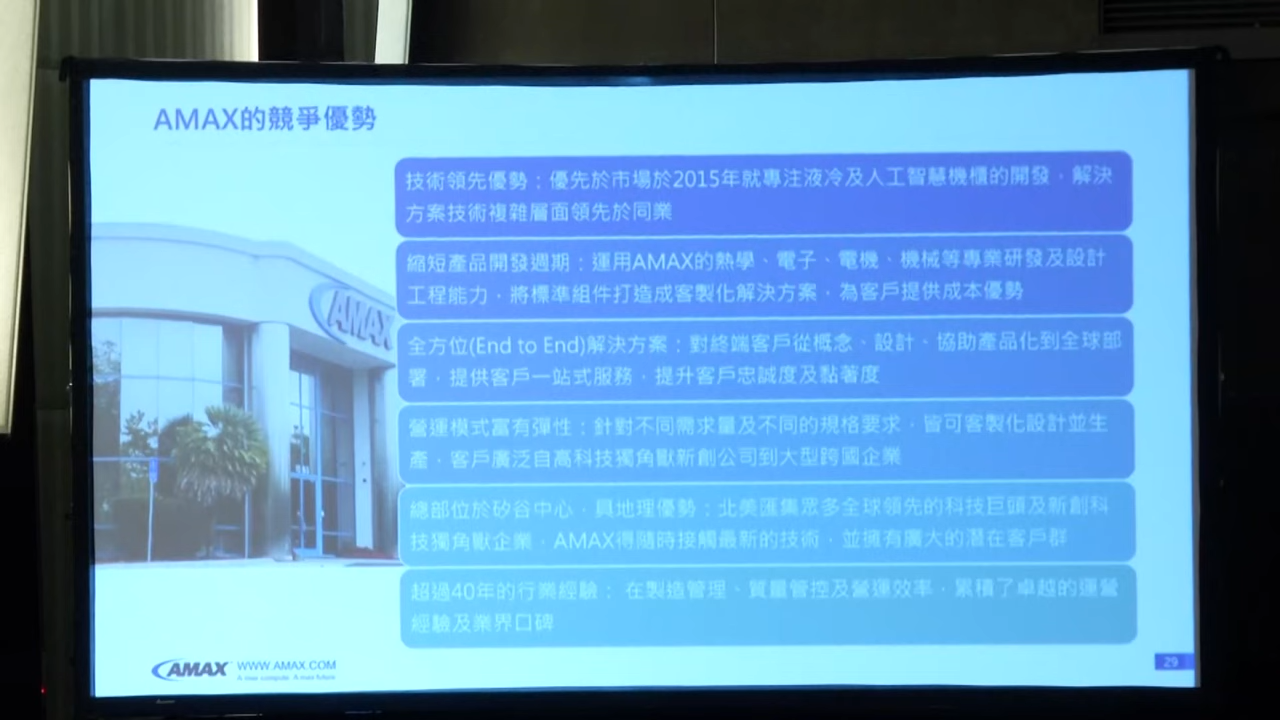 AMAX的競爭優勢
技術領先優勢：優先於市場於2015年就專注液冷及人工智慧機櫃的開發，解決
方案技術複雜層面領先於同業
縮短產品開發週期：運用AMAX的熱學、電子、電機、機械等專業研發及設計
工程能力，將標準組件打造成客製化解決方案，為客戶提供成本優勢
AMAX
全方位(End to End)解決方案：對終端客戶從概念、設計、協助產品化到全球部
署，提供客戶一站式服務，提升客戶忠誠度及黏著度
營運模式富有彈性：針對不同需求量及不同的規格要求，皆可客製化設計並生
產，客戶廣泛自高科技獨角獸新創公司到大型跨國企業
總部位於矽谷中心，具地理優勢：北美匯集眾多全球領先的科技巨頭及新創科
技獨角獸企業，AMAX得隨時接觸最新的技術，並擁有廣大的潛在客戶群
超過40年的行業經驗： 在製造管理、質量管控及營運效率，累積了卓越的運營
經驗及業界口碑
AMAX WWW.AMAX.COM
A max compute. A max future.
29